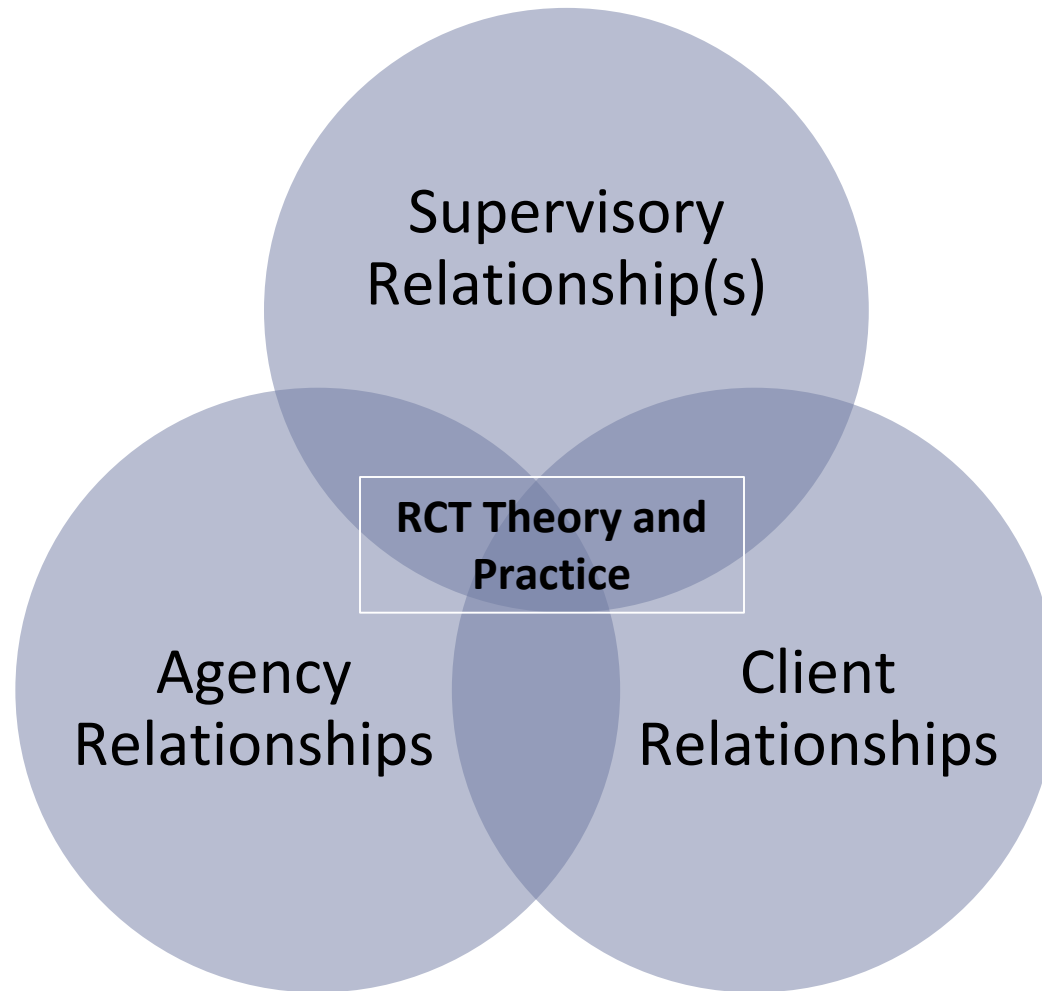 Supervisory
Relationship(s)
RCT Theory and
Practice
Agency
Relationships
Client
Relationships